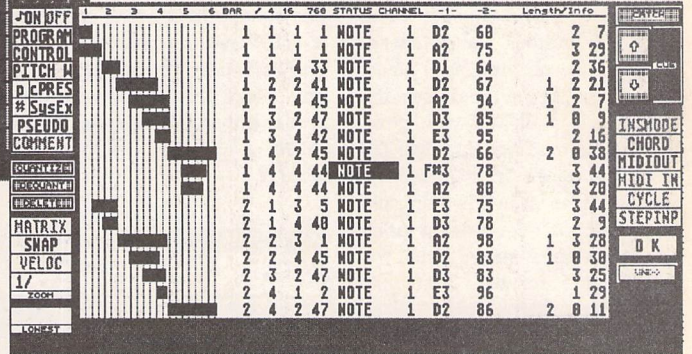 ♪ON OFF
PROGRAM
CONTROL
PITCH W
p cPRES
# SysEx
PSEUDO
COMMENT
QUANTIZE
DEQUANT
DELETE
MATRIX
SNAP
VELOC
1/
ZOOM
LOWEST
1 2 3 4 5 6 BAR / 4 16 768 STATUS CHANNEL -1- -2- Length/Info
1 1 1 1 NOTE 1 D2 60 2 7
1 1 1 1 NOTE 1 A2 75 3 29
1 1 4 33 NOTE 1 D1 64 2 36
1 2 2 41 NOTE 1 D2 67 1 2 21
1 2 4 45 NOTE 1 A2 94 1 2 7
1 3 2 47 NOTE 1 D3 85 1 0 9
1 3 4 42 NOTE 1 E3 95 2 16
1 4 2 45 NOTE 1 D2 66 2 0 38
1 4 4 44 NOTE 1 F#3 78 3 44
1 4 4 44 NOTE 1 A2 80 3 20
2 1 3 5 NOTE 1 E3 75 3 44
2 1 4 40 NOTE 1 D3 78 2 9
2 2 3 1 NOTE 1 A2 98 1 3 28
2 2 4 45 NOTE 1 D2 83 1 0 30
2 3 2 47 NOTE 1 D3 83 3 25
2 4 1 2 NOTE 1 E3 96 1 29
2 4 2 47 NOTE 1 D2 86 2 0 11
CATCH
CUE
INSMODE
CHORD
MIDIOUT
MIDI IN
CYCLE
STEPINP
OK
UNDO